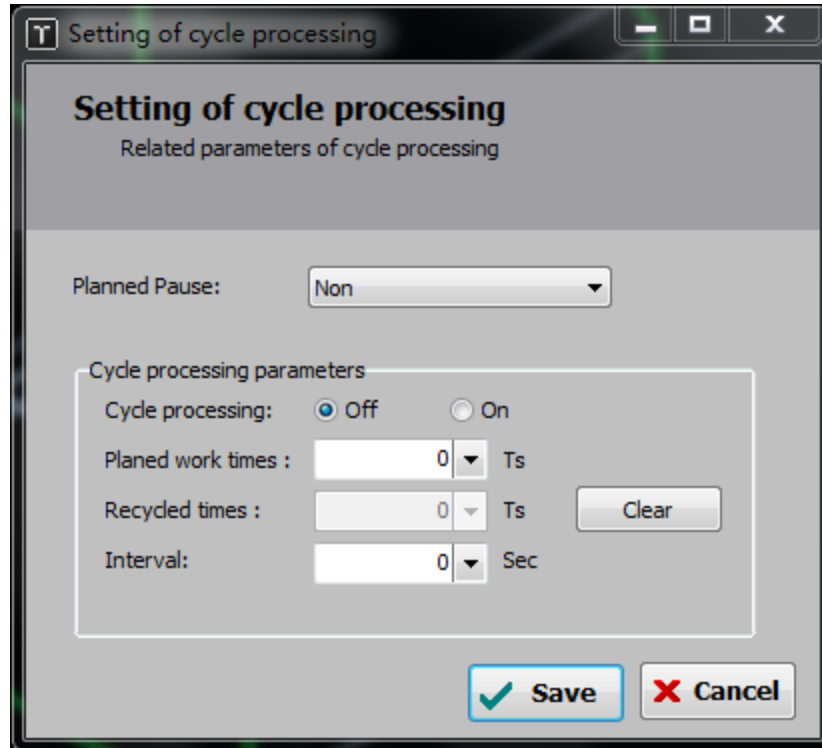 Setting of cycle processing
Setting of cycle processing
Related parameters of cycle processing
Planned Pause: Non
Cycle processing parameters
Cycle processing: Off On
Planed work times : 0 Ts
Recycled times : 0 Ts Clear
Interval: 0 Sec
Save Cancel